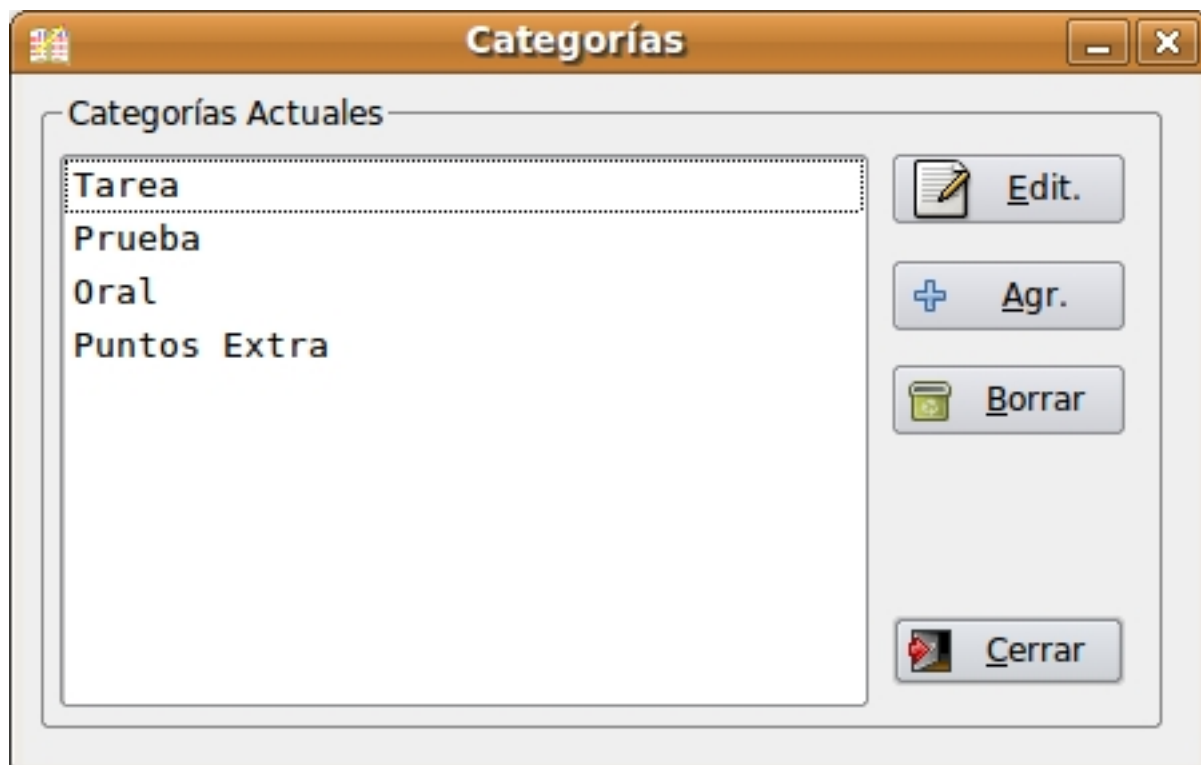 Categorías
Categorías Actuales
Tarea
Prueba
Oral
Puntos Extra
Edit.
Agr.
Borrar
Cerrar